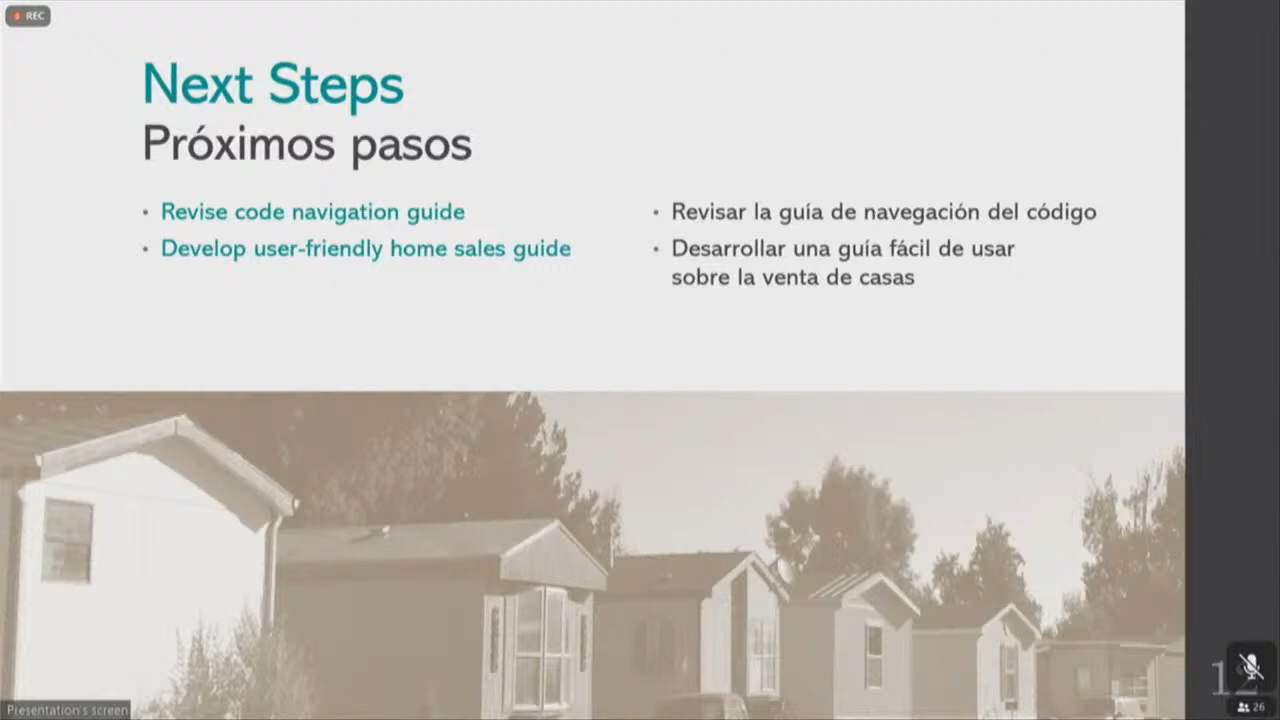 REC
Next Steps
Próximos pasos
• Revise code navigation guide
• Develop user-friendly home sales guide
• Revisar la guía de navegación del código
• Desarrollar una guía fácil de usar
sobre la venta de casas
12
26
Presentation's screen